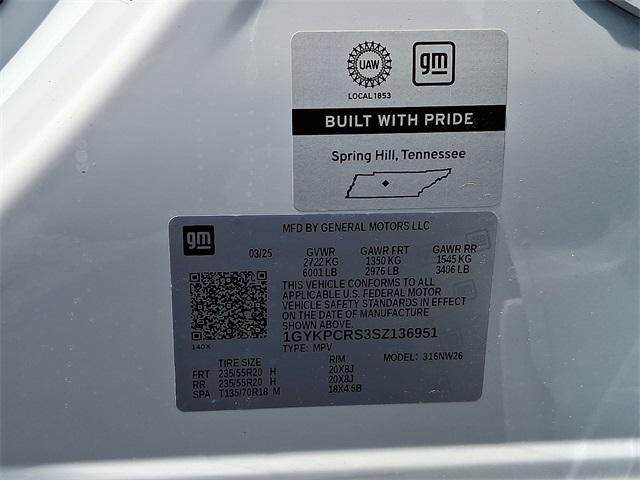 UAW
gm
LOCAL 1853
BUILT WITH PRIDE
Spring Hill, Tennessee
gm
MFD BY GENERAL MOTORS LLC
03/25 GVWR GAWR FRT GAWR RR
2722 KG 1350 KG 1545 KG
6001 LB 2976 LB 3406 LB
THIS VEHICLE CONFORMS TO ALL
APPLICABLE U.S. FEDERAL MOTOR
VEHICLE SAFETY STANDARDS IN EFFECT
ON THE DATE OF MANUFACTURE
SHOWN ABOVE.
1GYKPCRS3SZ136951
140X
TYPE: MPV MODEL: 316NW26
TIRE SIZE RIM
FRT 235/55R20 H 20X8J
RR 235/55R20 H 20X8J
SPA T135/70R18 M 18X4.5B